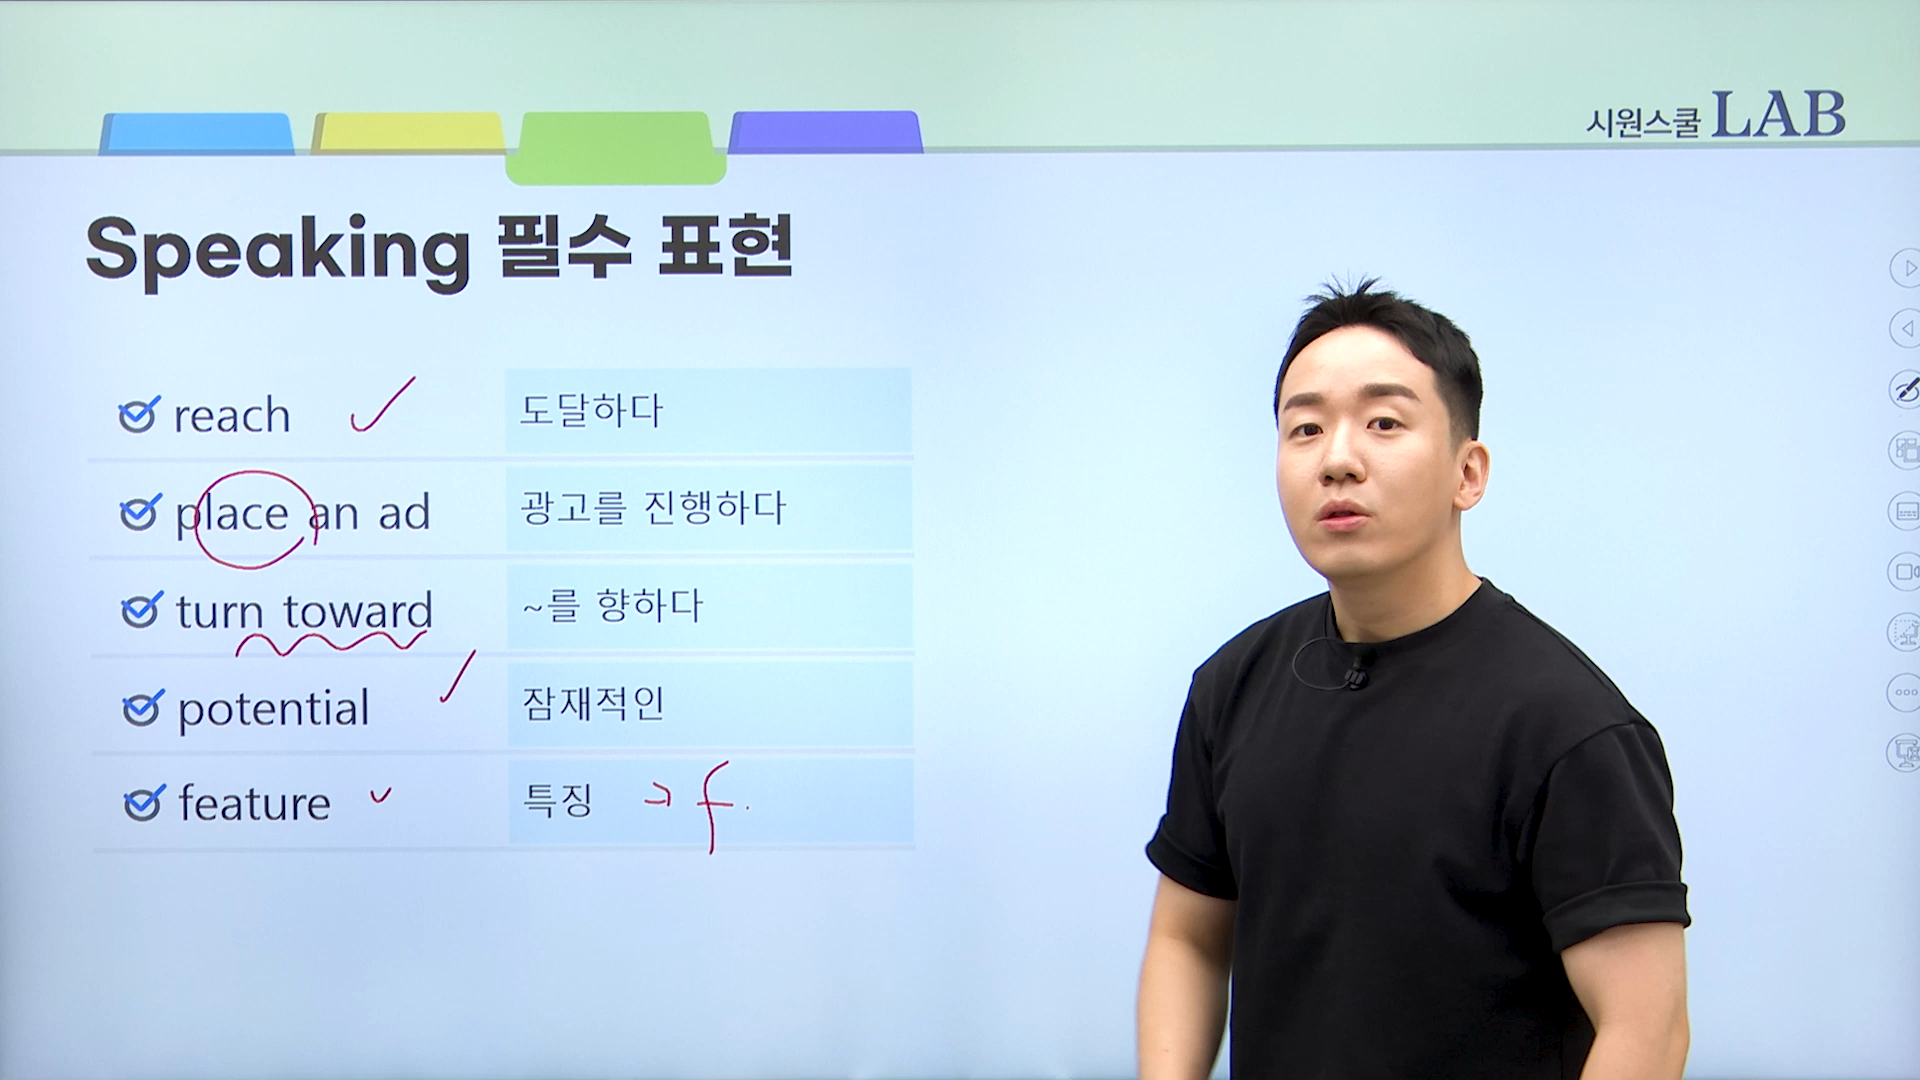 시원스쿨 LAB
Speaking 필수 표현
reach 도달하다
place an ad 광고를 진행하다
turn toward ~를 향하다
potential 잠재적인
feature 특징 → f.